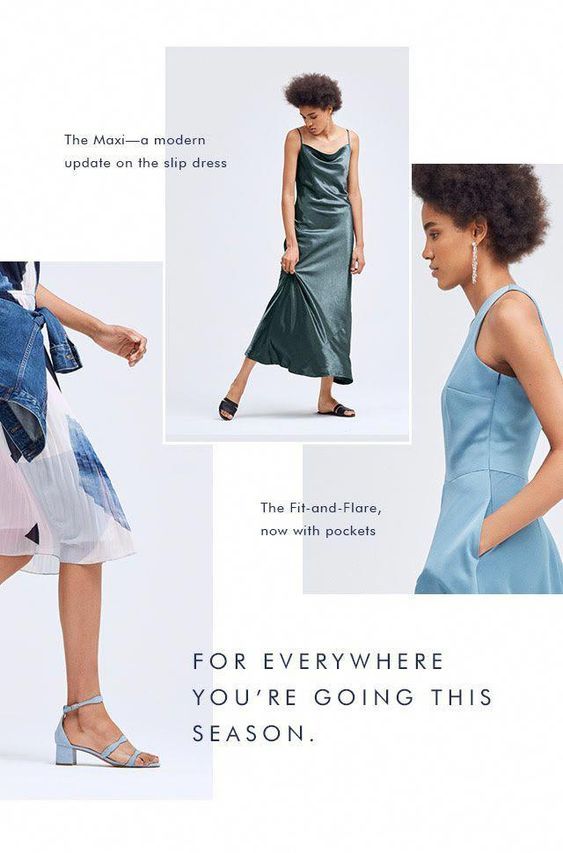 The Maxi—a modern
update on the slip dress
The Fit-and-Flare,
now with pockets
FOR EVERYWHERE
YOU'RE GOING THIS
SEASON.